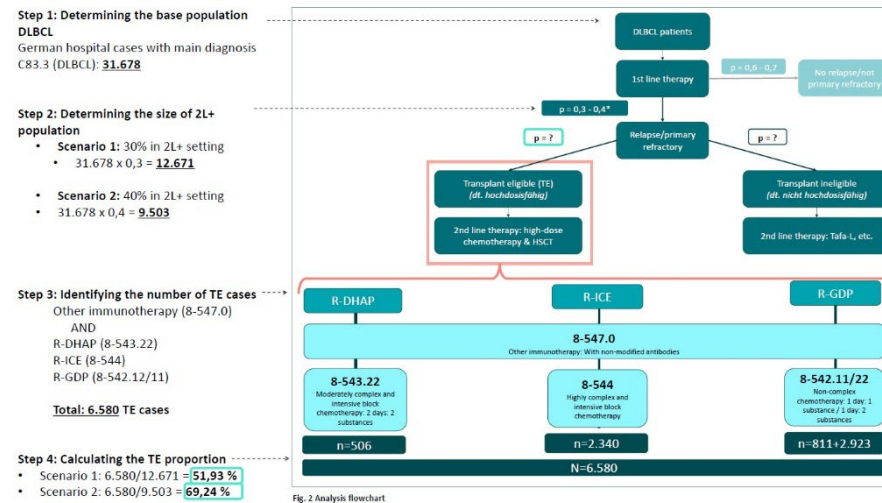 Step 1: Determining the base population
DLBCL
German hospital cases with main diagnosis
C83.3 (DLBCL): 31.678
Step 2: Determining the size of 2L+
population
• Scenario 1: 30% in 2L+ setting
• 31.678 x 0,3 = 12.671
• Scenario 2: 40% in 2L+ setting
• 31.678 x 0,4 = 9.503
Step 3: Identifying the number of TE cases
Other immunotherapy (8-547.0)
AND
R-DHAP (8-543.22)
R-ICE (8-544)
R-GDP (8-542.12/11)
Total: 6.580 TE cases
Step 4: Calculating the TE proportion
• Scenario 1: 6.580/12.671 = 51,93 %
• Scenario 2: 6.580/9.503 = 69,24 %
DLBCL patients
1st line therapy
p = 0,6 - 0,7
No relapse/not
primary refractory
p = 0,3 - 0,4*
p = ?
Relapse/primary
refractory
p = ?
Transplant eligible (TE)
(dt. hochdosisfähig)
Transplant ineligible
(dt. nicht hochdosisfähig)
2nd line therapy: high-dose
chemotherapy & HSCT
2nd line therapy: Tafa-L, etc.
R-DHAP
R-ICE
R-GDP
8-547.0
Other immunotherapy: With non-modified antibodies
8-543.22
Moderately complex and
intensive block
chemotherapy: 2 days: 2
substances
8-544
Highly complex and
intensive block
chemotherapy
8-542.11/22
Non-complex
chemotherapy: 1 day: 1
substance / 1 day: 2
substances
n=506
n=2.340
n=811+2.923
N=6.580
Fig. 2 Analysis flowchart